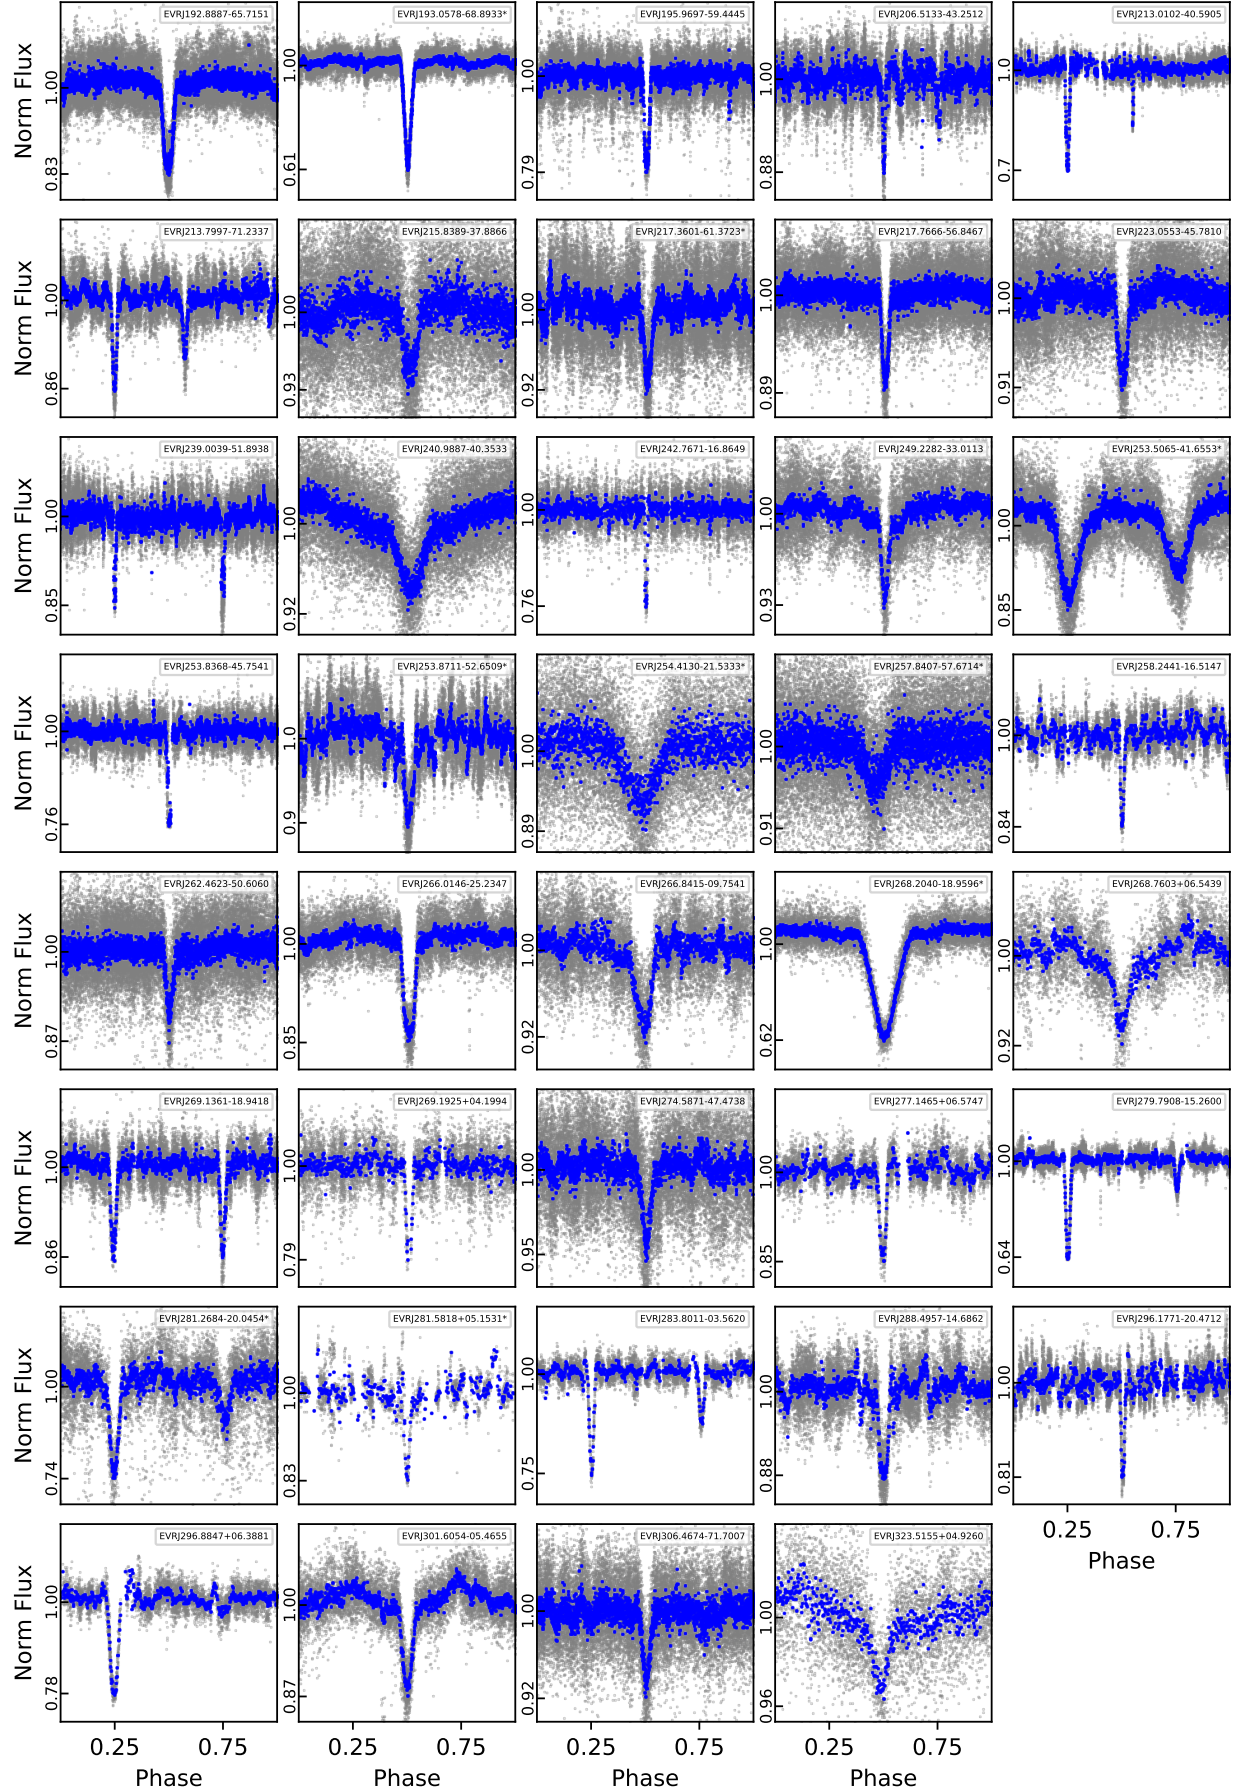 EVRJ192.8887-65.7151 EVRJ193.0578-68.8933* EVRJ195.9697-59.4445 EVRJ206.5133-43.2512 EVRJ213.0102-40.5905
Norm Flux 1.00 0.83 1.00 0.61 1.00 0.79 1.00 0.88 1.0 0.7
EVRJ213.7997-71.2337 EVRJ215.8389-37.8866 EVRJ217.3601-61.3723* EVRJ217.7666-56.8467 EVRJ223.0553-45.7810
Norm Flux 1.00 0.86 1.00 0.93 1.00 0.92 1.00 0.89 1.00 0.91
EVRJ239.0039-51.8938 EVRJ240.9887-40.3533 EVRJ242.7671-16.8649 EVRJ249.2282-33.0113 EVRJ253.5065-41.6553*
Norm Flux 1.00 0.85 1.00 0.92 1.00 0.76 1.00 0.93 1.00 0.85
EVRJ253.8368-45.7541 EVRJ253.8711-52.6509* EVRJ254.4130-21.5333* EVRJ257.8407-57.6714* EVRJ258.2441-16.5147
Norm Flux 1.00 0.76 1.0 0.9 1.00 0.89 1.00 0.91 1.00 0.84
EVRJ262.4623-50.6060 EVRJ266.0146-25.2347 EVRJ266.8415-09.7541 EVRJ268.2040-18.9596* EVRJ268.7603+06.5439
Norm Flux 1.00 0.87 1.00 0.85 1.00 0.92 1.00 0.62 1.00 0.92
EVRJ269.1361-18.9418 EVRJ269.1925+04.1994 EVRJ274.5871-47.4738 EVRJ277.1465+06.5747 EVRJ279.7908-15.2600
Norm Flux 1.00 0.86 1.00 0.79 1.00 0.95 1.00 0.85 1.00 0.64
EVRJ281.2684-20.0454* EVRJ281.5818+05.1531* EVRJ283.8011-03.5620 EVRJ288.4957-14.6862 EVRJ296.1771-20.4712
Norm Flux 1.00 0.74 1.00 0.83 1.00 0.75 1.00 0.88 1.00 0.81
0.25 0.75
Phase
EVRJ296.8847+06.3881 EVRJ301.6054-05.4655 EVRJ306.4674-71.7007 EVRJ323.5155+04.9260
Norm Flux 1.00 0.78 1.00 0.87 1.00 0.92 1.00 0.96
0.25 0.75 0.25 0.75 0.25 0.75 0.25 0.75
Phase Phase Phase Phase